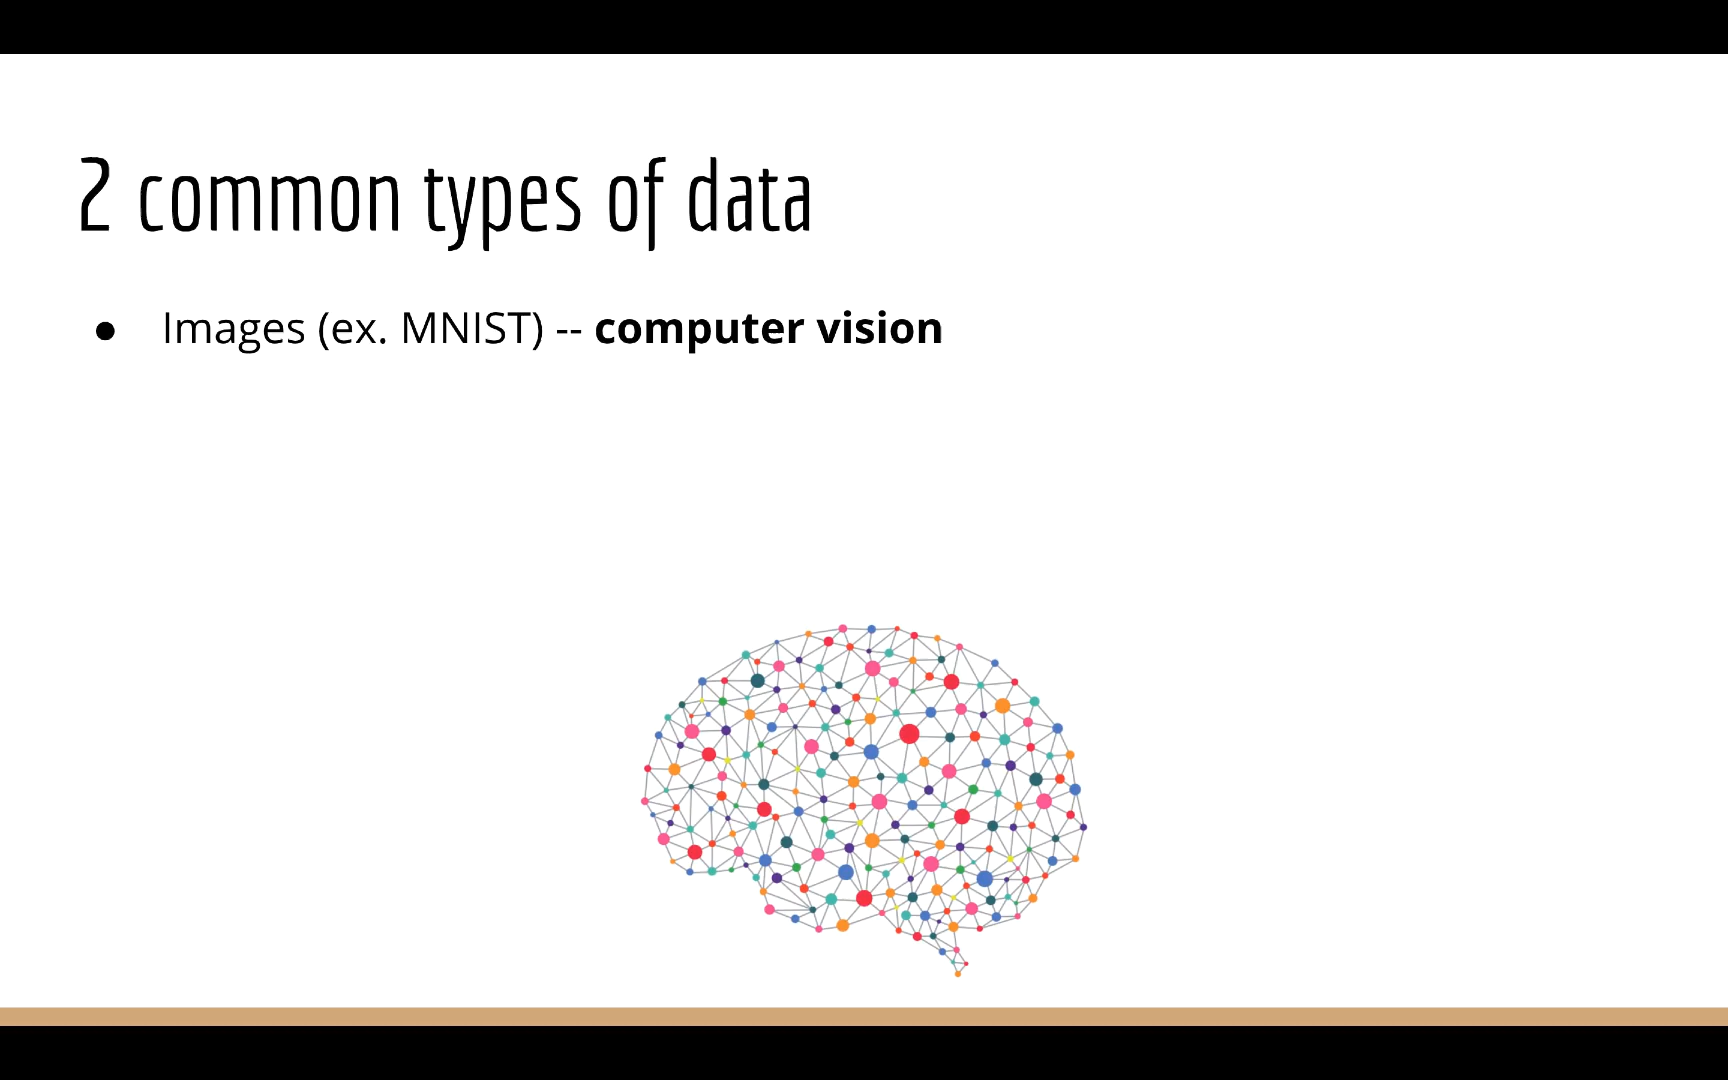 2 common types of data
● Images (ex. MNIST) -- computer vision